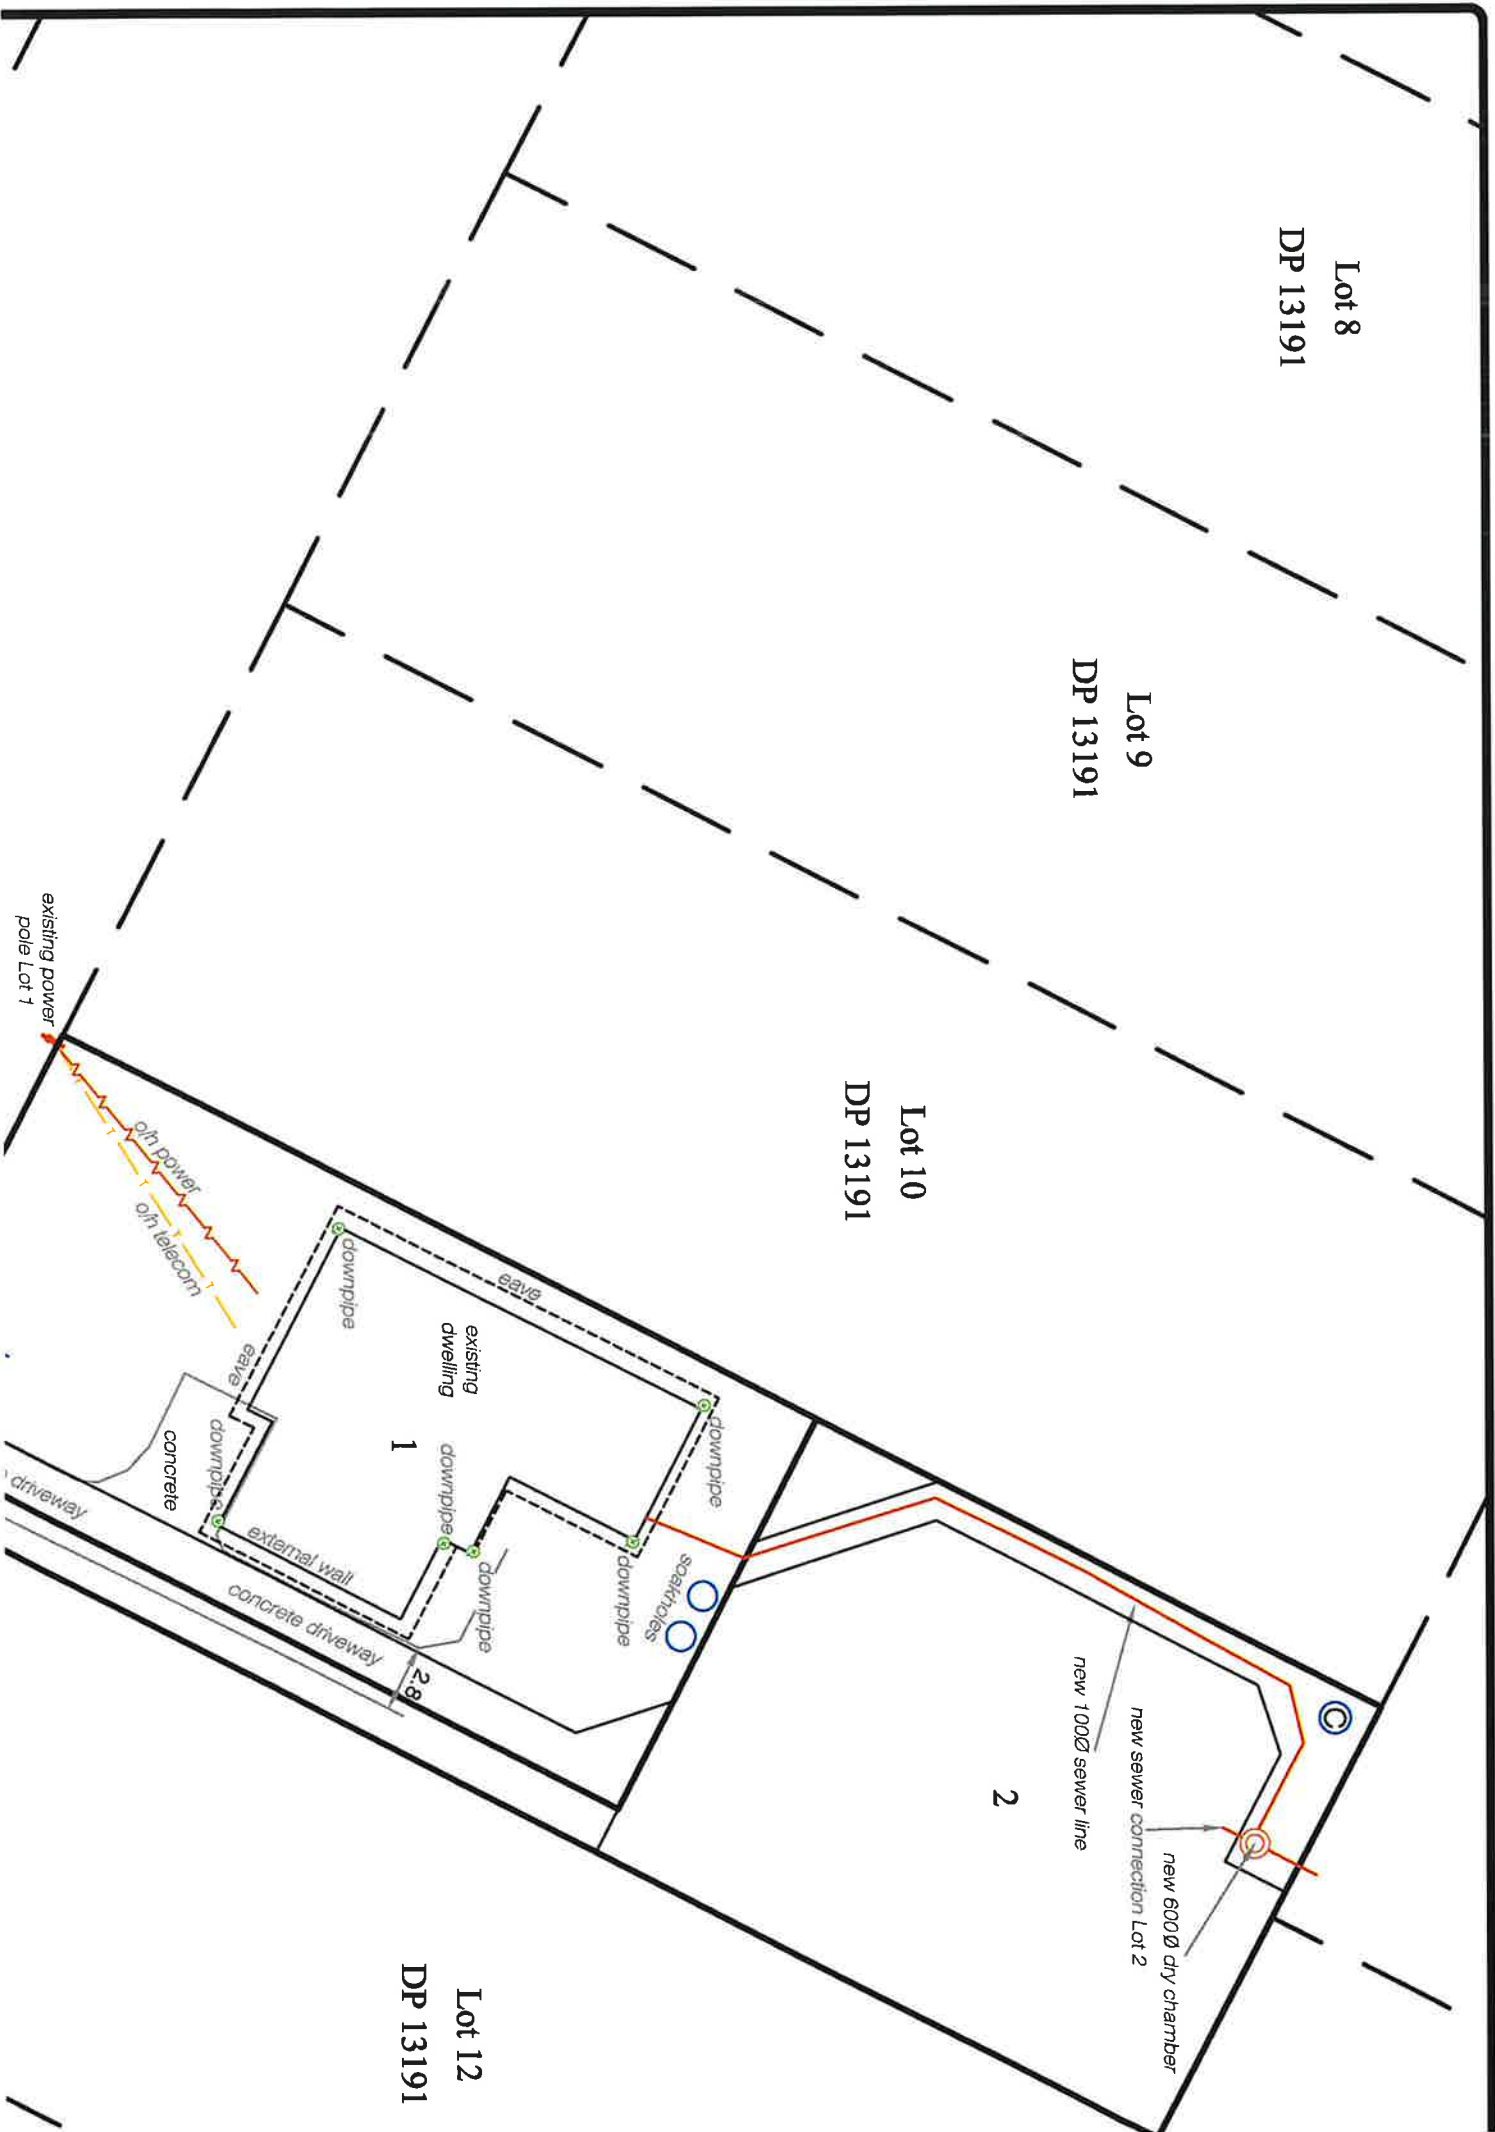 Lot 8
DP 13191
Lot 9
DP 13191
Lot 10
DP 13191
C
new 600Ø dry chamber
new sewer connection Lot 2
new 100Ø sewer line
2
soakholes
downpipe
downpipe
eave
downpipe
existing
dwelling
1
downpipe
downpipe
external wall
eave
downpipe
concrete
concrete driveway
2.8
driveway
o/h power
o/h telecom
existing power
pole Lot 1
Lot 12
DP 13191